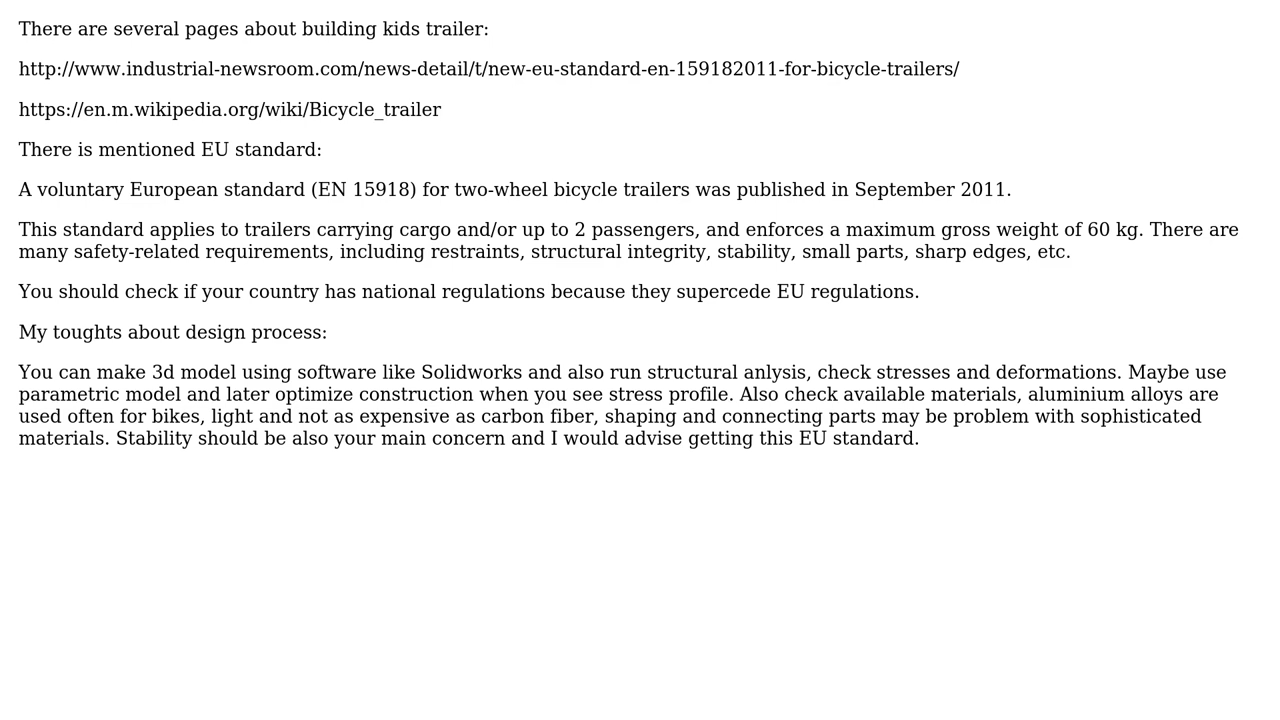 There are several pages about building kids trailer:
http://www.industrial-newsroom.com/news-detail/t/new-eu-standard-en-159182011-for-bicycle-trailers/
https://en.m.wikipedia.org/wiki/Bicycle_trailer
There is mentioned EU standard:
A voluntary European standard (EN 15918) for two-wheel bicycle trailers was published in September 2011.
This standard applies to trailers carrying cargo and/or up to 2 passengers, and enforces a maximum gross weight of 60 kg. There are
many safety-related requirements, including restraints, structural integrity, stability, small parts, sharp edges, etc.
You should check if your country has national regulations because they supercede EU regulations.
My toughts about design process:
You can make 3d model using software like Solidworks and also run structural anlysis, check stresses and deformations. Maybe use
parametric model and later optimize construction when you see stress profile. Also check available materials, aluminium alloys are
used often for bikes, light and not as expensive as carbon fiber, shaping and connecting parts may be problem with sophisticated
materials. Stability should be also your main concern and I would advise getting this EU standard.